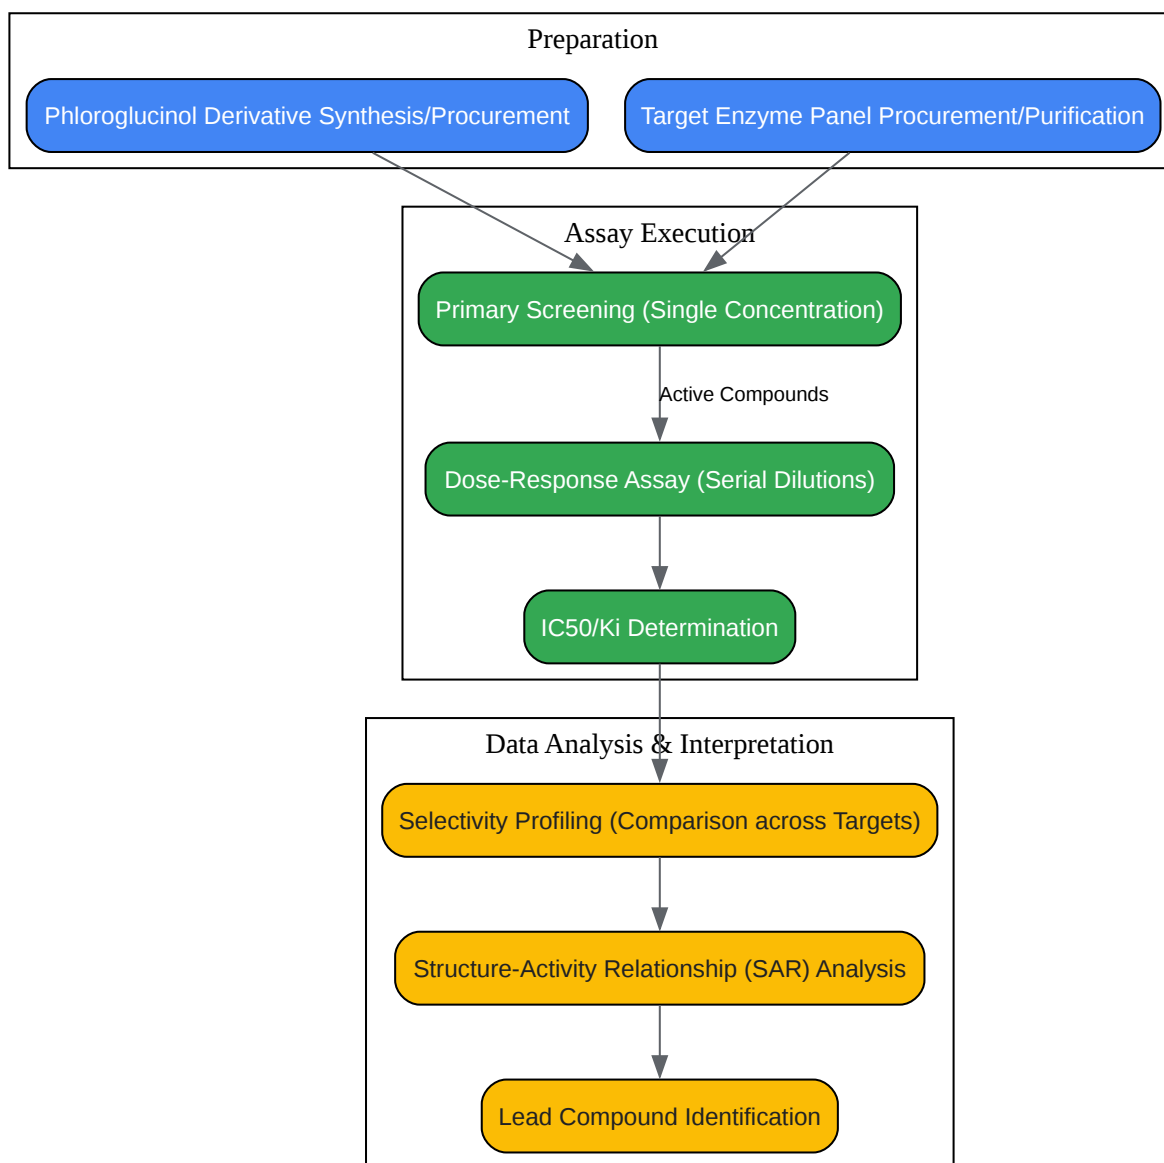 Preparation
Phloroglucinol Derivative Synthesis/Procurement
Target Enzyme Panel Procurement/Purification
Assay Execution
Primary Screening (Single Concentration)
Active Compounds
Dose-Response Assay (Serial Dilutions)
IC50/Ki Determination
Data Analysis & Interpretation
Selectivity Profiling (Comparison across Targets)
Structure-Activity Relationship (SAR) Analysis
Lead Compound Identification